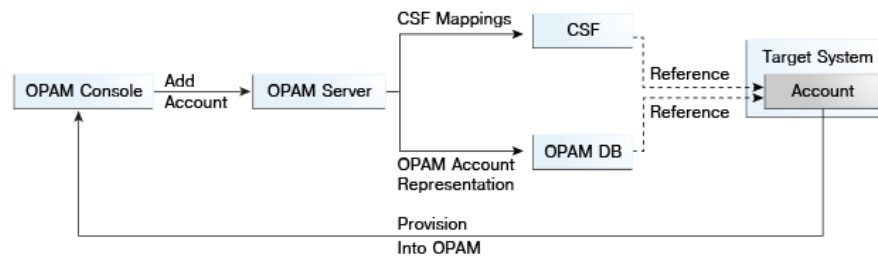 CSF Mappings
CSF
Target System
OPAM Console
Add
Account
OPAM Server
Reference
Account
Reference
OPAM DB
OPAM Account
Representation
Provision
Into OPAM